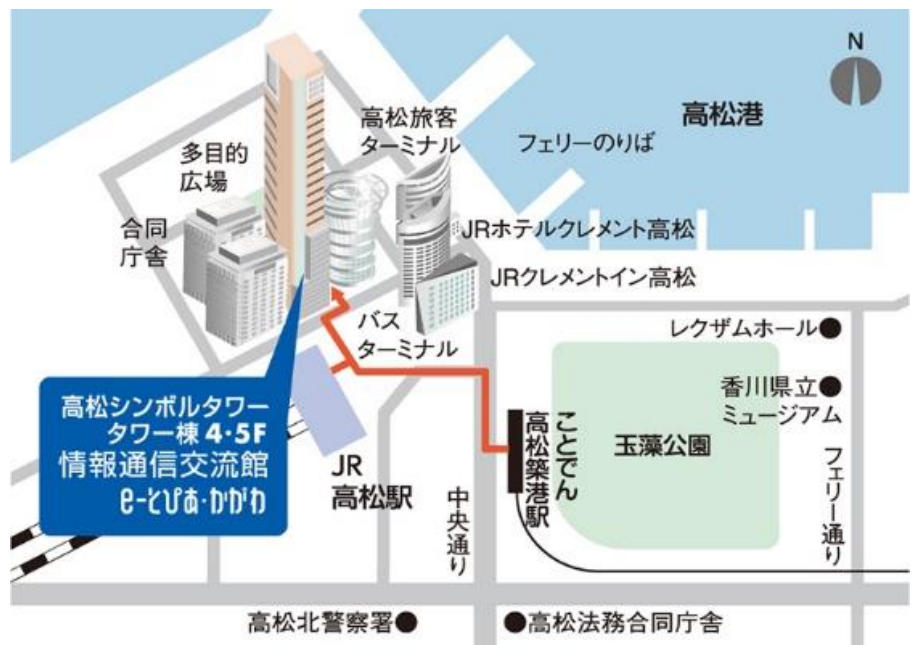 N
高松港
高松旅客
ターミナル
フェリーのりば
多目的
広場
合同
庁舎
JRホテルクレメント高松
JRクレメントイン高松
バス
ターミナル
レクザムホール
香川県立
ミュージアム
高松シンボルタワー
タワー棟 4・5F
情報通信交流館
e-とぴあ・かがわ
JR
高松駅
ことでん
高松築港駅
玉藻公園
中央通り
フェリー通り
高松北警察署
高松法務合同庁舎